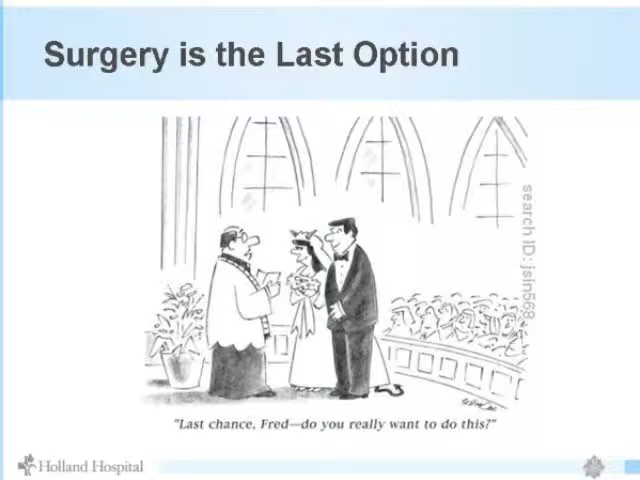 Surgery is the Last Option
search ID: jsin568
"Last chance, Fred—do you really want to do this?"
Holland Hospital